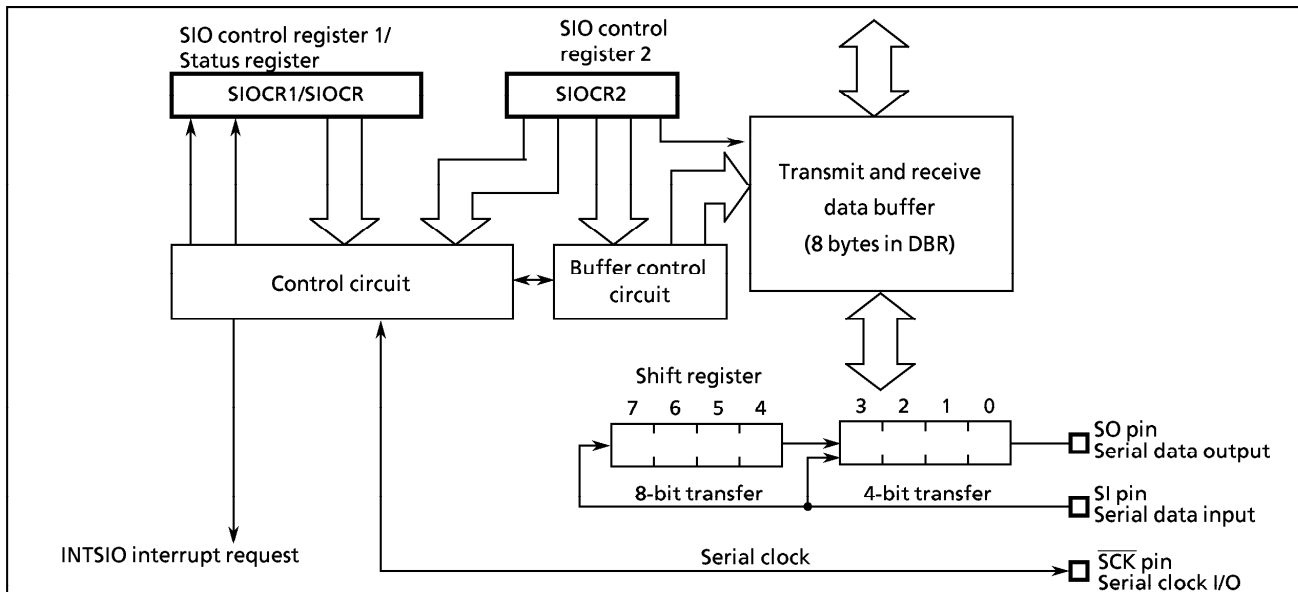 SIO control register 1/
Status register
SIO control
register 2
SIOCR1/SIOCR
SIOCR2
Transmit and receive
data buffer
(8 bytes in DBR)
Control circuit
Buffer control
circuit
Shift register
7 6 5 4
3 2 1 0
SO pin
Serial data output
8-bit transfer
4-bit transfer
SI pin
Serial data input
INTSIO interrupt request
Serial clock
SCK pin
Serial clock I/O